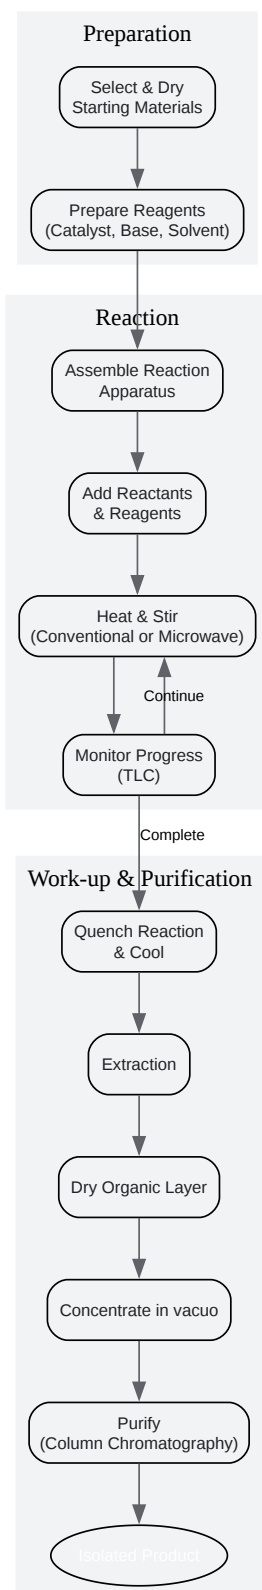 Preparation
Select & Dry
Starting Materials
Prepare Reagents
(Catalyst, Base, Solvent)
Reaction
Assemble Reaction
Apparatus
Add Reactants
& Reagents
Heat & Stir
(Conventional or Microwave)
Continue
Monitor Progress
(TLC)
Complete
Work-up & Purification
Quench Reaction
& Cool
Extraction
Dry Organic Layer
Concentrate in vacuo
Purify
(Column Chromatography)
Isolated Product